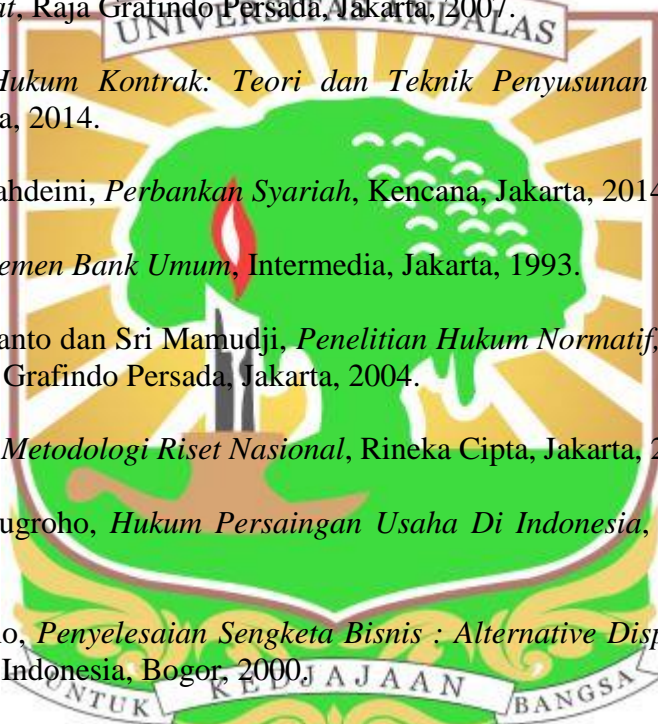 at, Raja Grafindo Persada, Jakarta, 2007.
UNIVERSITAS ANDALAS
Hukum Kontrak: Teori dan Teknik Penyusunan
a, 2014.
ahdeini, Perbankan Syariah, Kencana, Jakarta, 2014
emen Bank Umum, Intermedia, Jakarta, 1993.
anto dan Sri Mamudji, Penelitian Hukum Normatif,
Grafindo Persada, Jakarta, 2004.
Metodologi Riset Nasional, Rineka Cipta, Jakarta, 2
ugroho, Hukum Persaingan Usaha Di Indonesia,
o, Penyelesaian Sengketa Bisnis : Alternative Disp
Indonesia, Bogor, 2000.
UNTUK KEDJAJAAN BANGSA